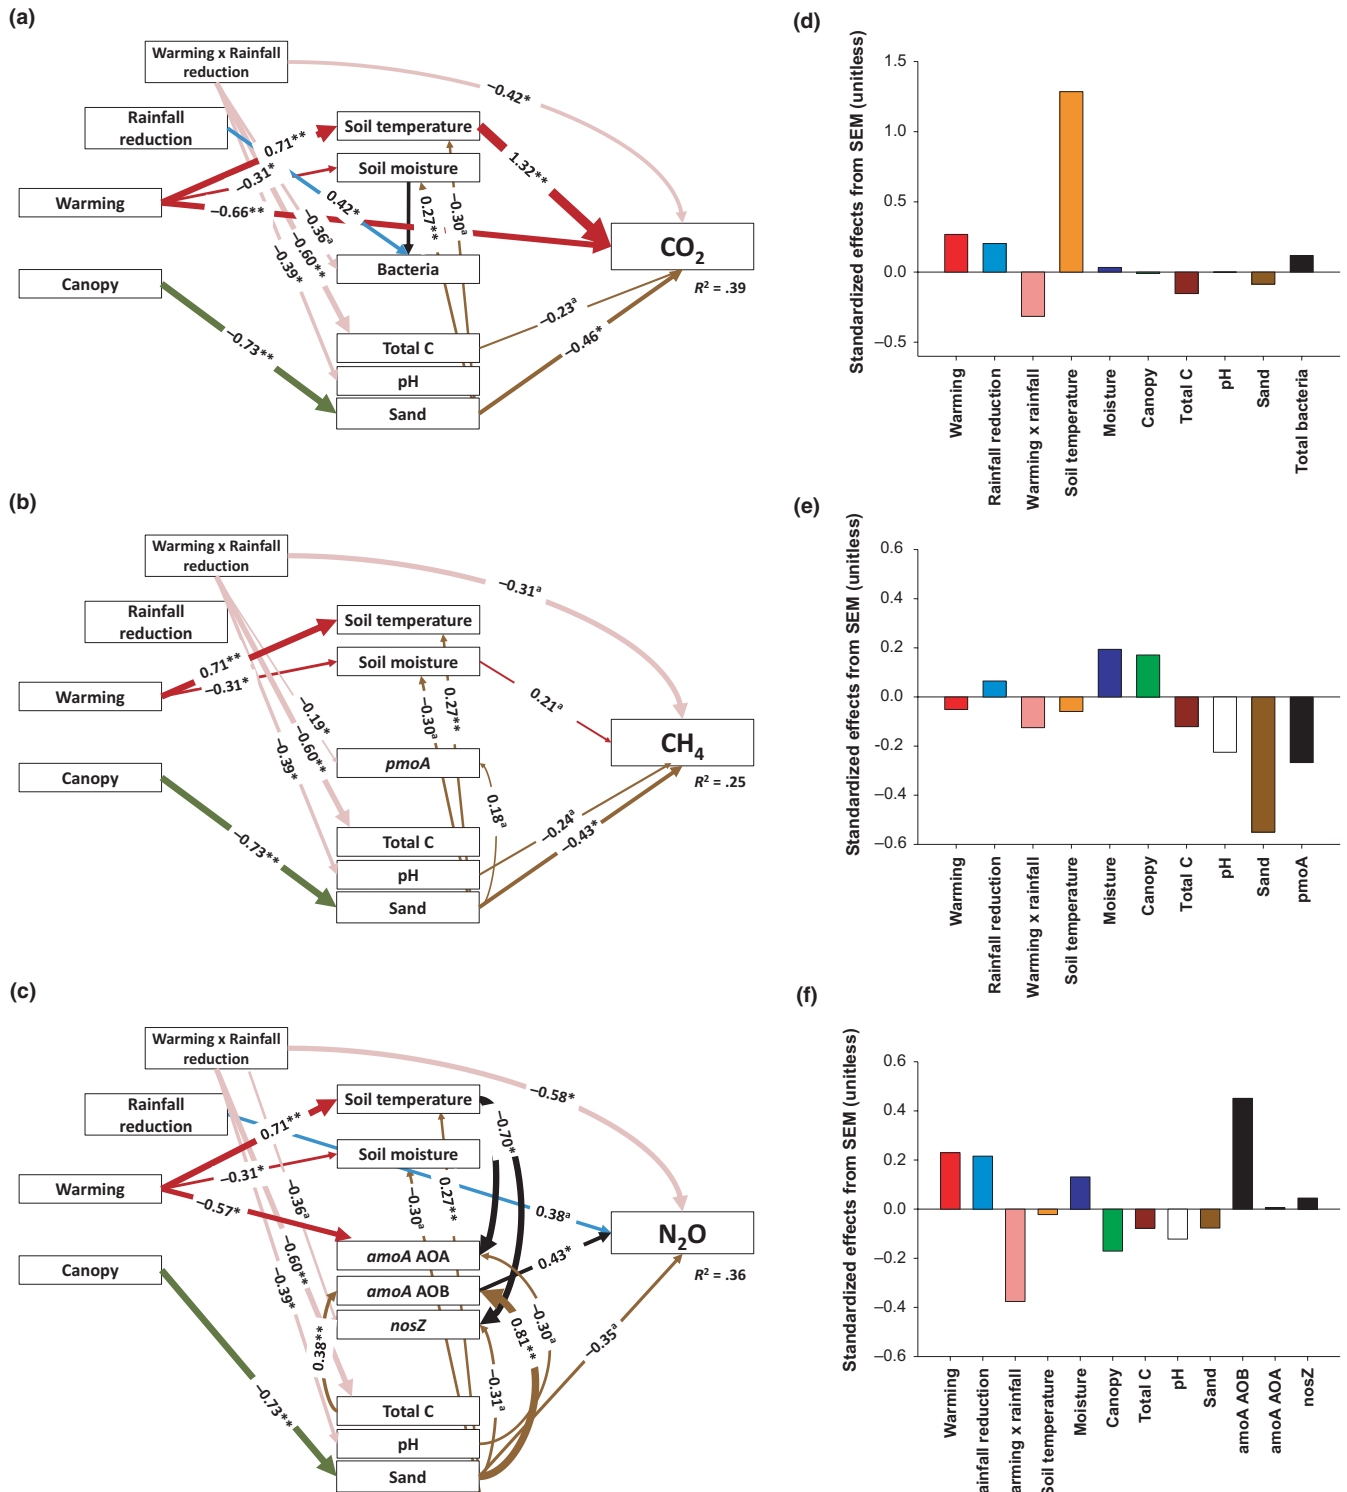 (a)
Warming x Rainfall
reduction
Rainfall
reduction
Warming
Canopy
Soil temperature
Soil moisture
Bacteria
Total C
pH
Sand
CO2
R² = .39
−0.42*
0.71**
−0.31*
−0.66**
0.42*
−0.36ª
−0.60**
−0.39*
0.27**
−0.30ª
1.32**
−0.23ª
−0.46*
−0.73**
(d)
Standardized effects from SEM (unitless)
1.5
1.0
0.5
0.0
−0.5
Warming
Rainfall reduction
Warming x rainfall
Soil temperature
Moisture
Canopy
Total C
pH
Sand
Total bacteria
(b)
Warming x Rainfall
reduction
Rainfall
reduction
Warming
Canopy
Soil temperature
Soil moisture
pmoA
Total C
pH
Sand
CH4
R² = .25
−0.31ª
0.71**
−0.31*
−0.19*
−0.60**
−0.39*
0.27**
−0.30ª
0.21ª
0.18ª
−0.24ª
−0.43*
−0.73**
(e)
Standardized effects from SEM (unitless)
0.6
0.4
0.2
0.0
-0.2
-0.4
−0.6
Warming
Rainfall reduction
Warming x rainfall
Soil temperature
Moisture
Canopy
Total C
pH
Sand
pmoA
(c)
Warming x Rainfall
reduction
Rainfall
reduction
Warming
Canopy
Soil temperature
Soil moisture
amoA AOA
amoA AOB
nosZ
Total C
pH
Sand
N2O
R² = .36
−0.58*
0.71**
−0.31*
−0.57*
−0.36ª
−0.60**
−0.39*
0.38**
−0.70*
0.27**
−0.30ª
0.38ª
0.43*
−0.30ª
0.81**
−0.31ª
−0.35ª
−0.73**
(f)
Standardized effects from SEM (unitless)
0.6
0.4
0.2
0.0
−0.2
−0.4
−0.6
Warming
ainfall reduction
arming x rainfall
Soil temperature
Moisture
Canopy
Total C
pH
Sand
amoA AOB
amoA AOA
nosZ